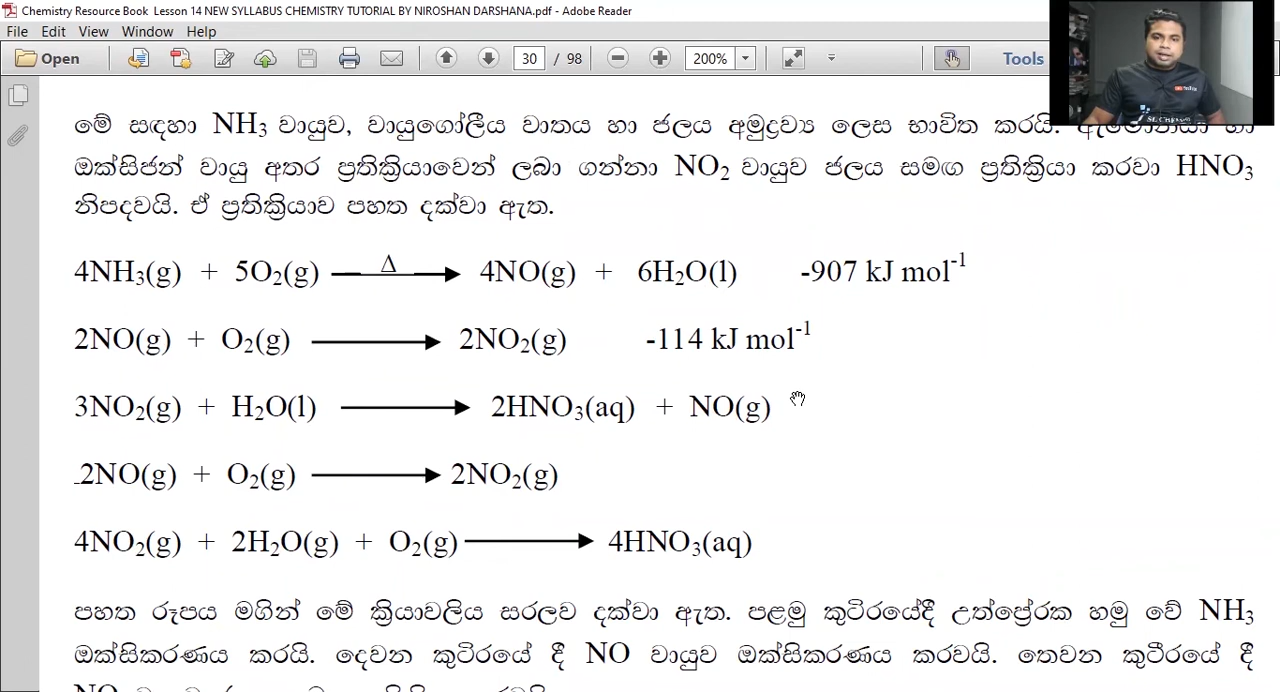 Chemistry Resource Book Lesson 14 NEW SYLLABUS CHEMISTRY TUTORIAL BY NIROSHAN DARSHANA.pdf - Adobe Reader
File Edit View Window Help
Open 30 / 98 200% Tools
මේ සඳහා NH₃ වායුව, වායුගෝලීය වාතය හා ජලය අමුද්‍රව්‍ය ලෙස භාවිත කරයි.
ඔක්සිජන් වායු අතර ප්‍රතික්‍රියාවෙන් ලබා ගන්නා NO₂ වායුව ජලය සමඟ ප්‍රතික්‍රියා කරවා HNO₃
නිපදවයි. ඒ ප්‍රතික්‍රියාව පහත දක්වා ඇත.
4NH₃(g) + 5O₂(g) —Δ→ 4NO(g) + 6H₂O(l) -907 kJ mol⁻¹
2NO(g) + O₂(g) → 2NO₂(g) -114 kJ mol⁻¹
3NO₂(g) + H₂O(l) → 2HNO₃(aq) + NO(g)
2NO(g) + O₂(g) → 2NO₂(g)
4NO₂(g) + 2H₂O(g) + O₂(g) → 4HNO₃(aq)
පහත රූපය මගින් මේ ක්‍රියාවලිය සරලව දක්වා ඇත. පළමු කුටිරයේදී උත්ප්‍රේරක හමු වේ NH₃
ඔක්සිකරණය කරයි. දෙවන කුටිරයේ දී NO වායුව ඔක්සිකරණය කරවයි. තෙවන කුටීරයේ දී